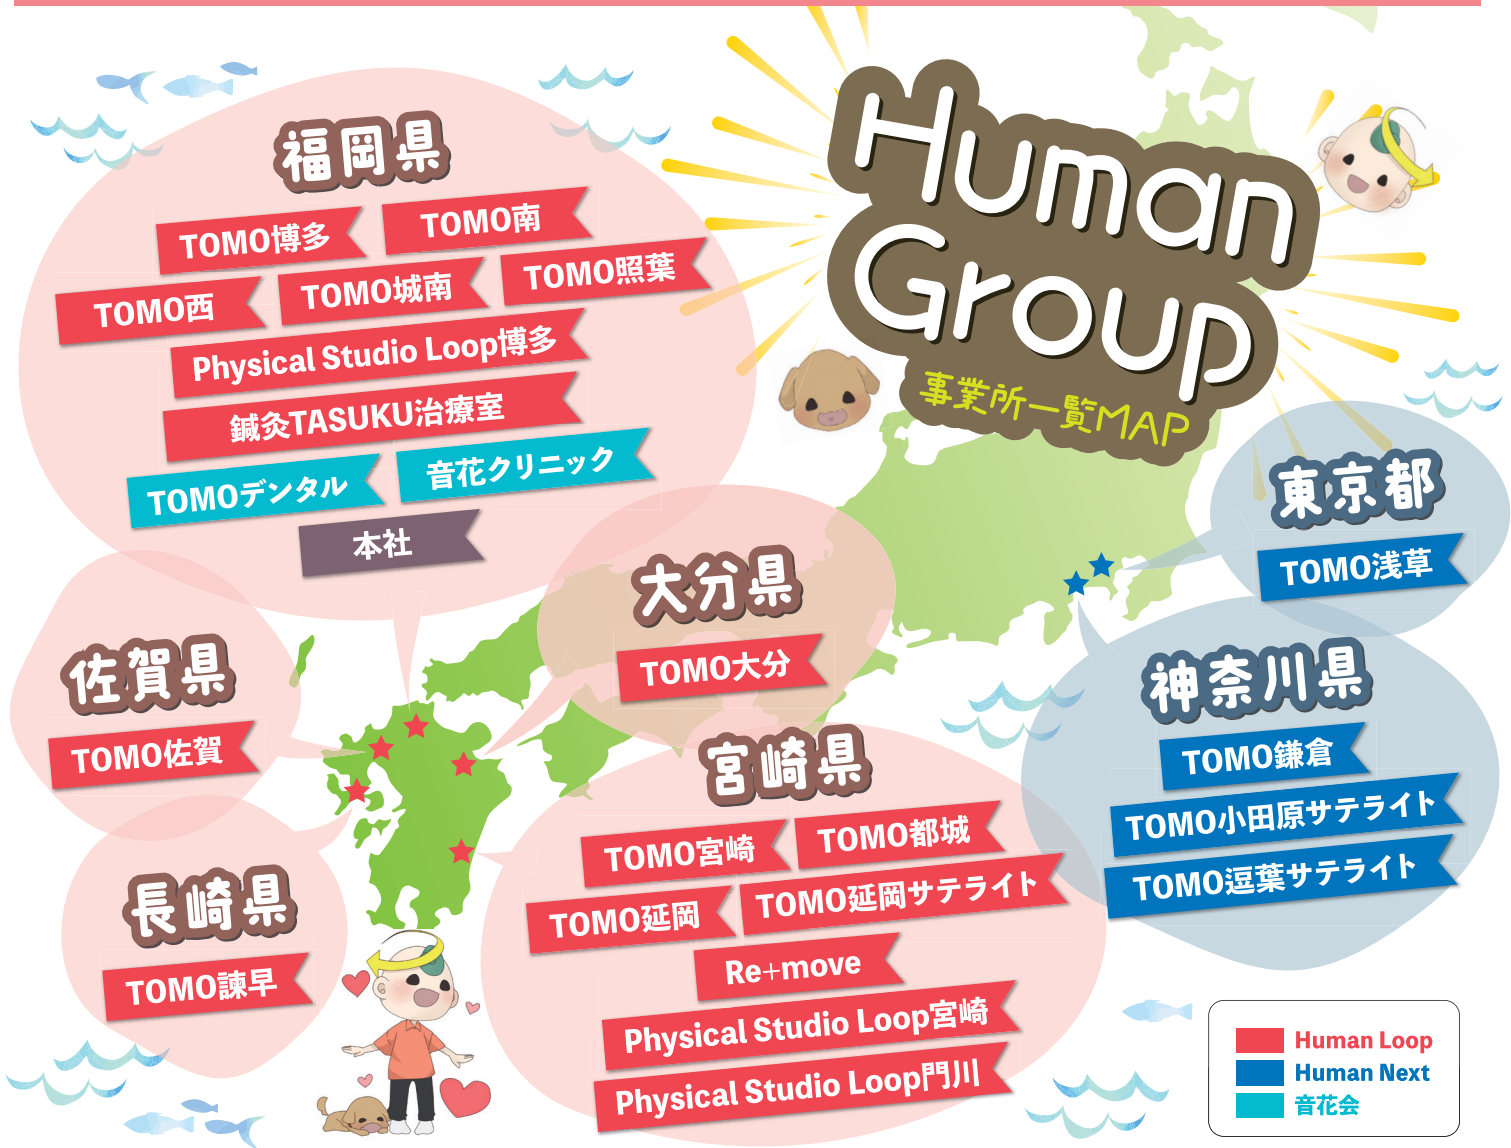 Human
Group
事業所一覧MAP
福岡県
TOMO博多
TOMO南
TOMO西
TOMO城南
TOMO照葉
Physical Studio Loop博多
鍼灸TASUKU治療室
TOMOデンタル
音花クリニック
本社
佐賀県
TOMO佐賀
長崎県
TOMO諫早
大分県
TOMO大分
宮崎県
TOMO宮崎
TOMO都城
TOMO延岡
TOMO延岡サテライト
Re+move
Physical Studio Loop宮崎
Physical Studio Loop門川
東京都
TOMO浅草
神奈川県
TOMO鎌倉
TOMO小田原サテライト
TOMO逗葉サテライト
Human Loop
Human Next
音花会